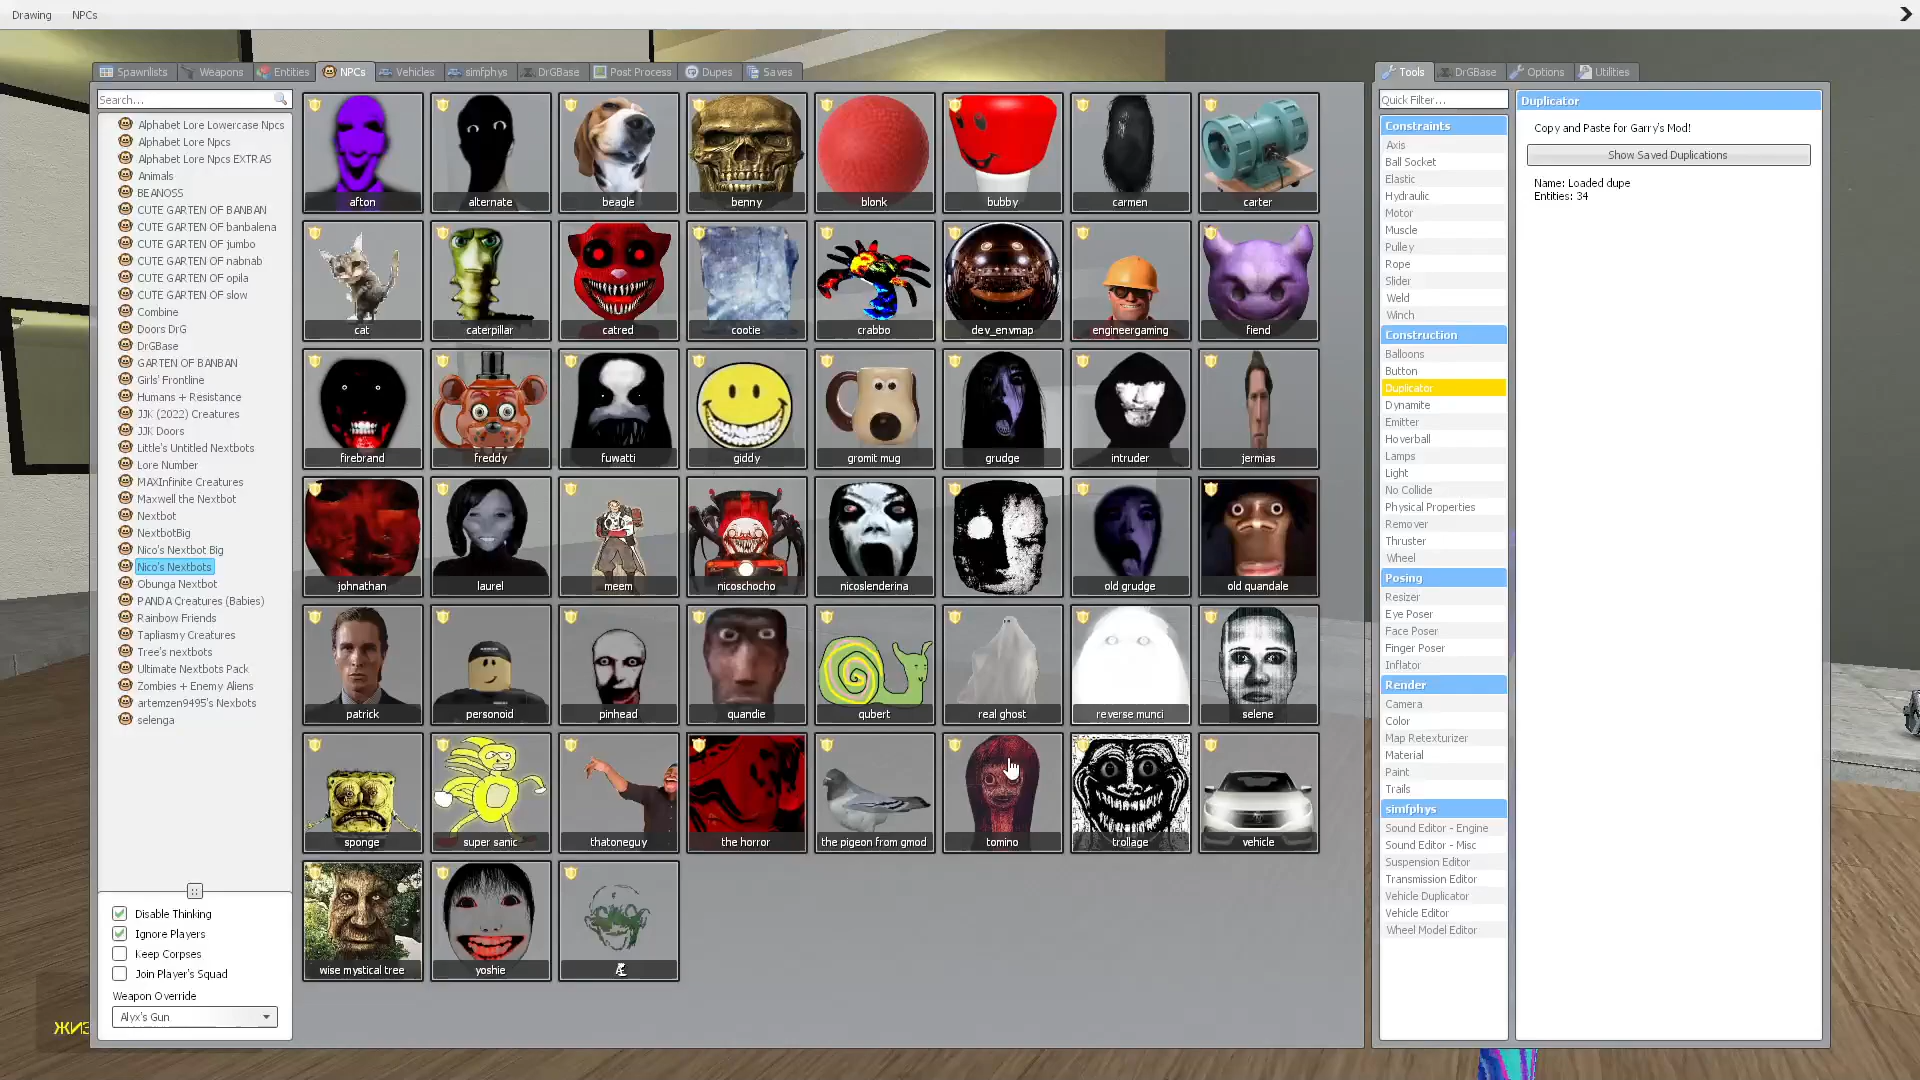 Drawing NPCs
Spawnlists Weapons Entities NPCs Vehicles simfphys DrGBase Post Process Dupes Saves
Search...
Alphabet Lore Lowercase Npcs
Alphabet Lore Npcs
Alphabet Lore Npcs EXTRAS
Animals
BEANOSS
CUTE GARTEN OF BANBAN
CUTE GARTEN OF banbalena
CUTE GARTEN OF jumbo
CUTE GARTEN OF nabnab
CUTE GARTEN OF opila
CUTE GARTEN OF slow
Combine
Doors DrG
DrGBase
GARTEN OF BANBAN
Girls' Frontline
Humans + Resistance
JJK (2022) Creatures
JJK Doors
Little's Untitled Nextbots
Lore Number
MAXInfinite Creatures
Maxwell the Nextbot
Nextbot
NextbotBig
Nico's Nextbot Big
Nico's Nextbots
Obunga Nextbot
PANDA Creatures (Babies)
Rainbow Friends
Tapliasmy Creatures
Tree's nextbots
Ultimate Nextbots Pack
Zombies + Enemy Aliens
artemzen9495's Nexbots
selenga
Disable Thinking
Ignore Players
Keep Corpses
Join Player's Squad
Weapon Override
Alyx's Gun
afton alternate beagle benny blonk bubby carmen carter
cat caterpillar catred cootie crabbo dev_envmap engineergaming fiend
firebrand freddy fuwatti giddy gromit mug grudge intruder jermias
johnathan laurel meem nicoschocho nicoslenderina old grudge old quandale
patrick personoid pinhead quandie qubert real ghost reverse munci selene
sponge super sanic thatoneguy the horror the pigeon from gmod tomino trollage vehicle
wise mystical tree yoshie
Tools DrGBase Options Utilities
Quick Filter...
Constraints
Axis
Ball Socket
Elastic
Hydraulic
Motor
Muscle
Pulley
Rope
Slider
Weld
Winch
Construction
Balloons
Button
Duplicator
Dynamite
Emitter
Hoverball
Lamps
Light
No Collide
Physical Properties
Remover
Thruster
Wheel
Posing
Resizer
Eye Poser
Face Poser
Finger Poser
Inflator
Render
Camera
Color
Map Retexturizer
Material
Paint
Trails
simfphys
Sound Editor - Engine
Sound Editor - Misc
Suspension Editor
Transmission Editor
Vehicle Duplicator
Vehicle Editor
Wheel Model Editor
Duplicator
Copy and Paste for Garry's Mod!
Show Saved Duplications
Name: Loaded dupe
Entities: 34